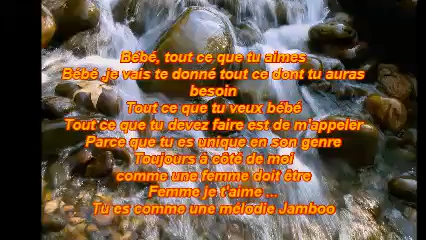 Bébé, tout ce que tu aimes
Bébé ,je vais te donné tout ce dont tu auras
besoin
Tout ce que tu veux bébé
Tout ce que tu devez faire est de m'appeler
Parce que tu es unique en son genre
Toujours à côté de moi
comme une femme doit être
Femme je t'aime ...
Tu es comme une mélodie Jamboo